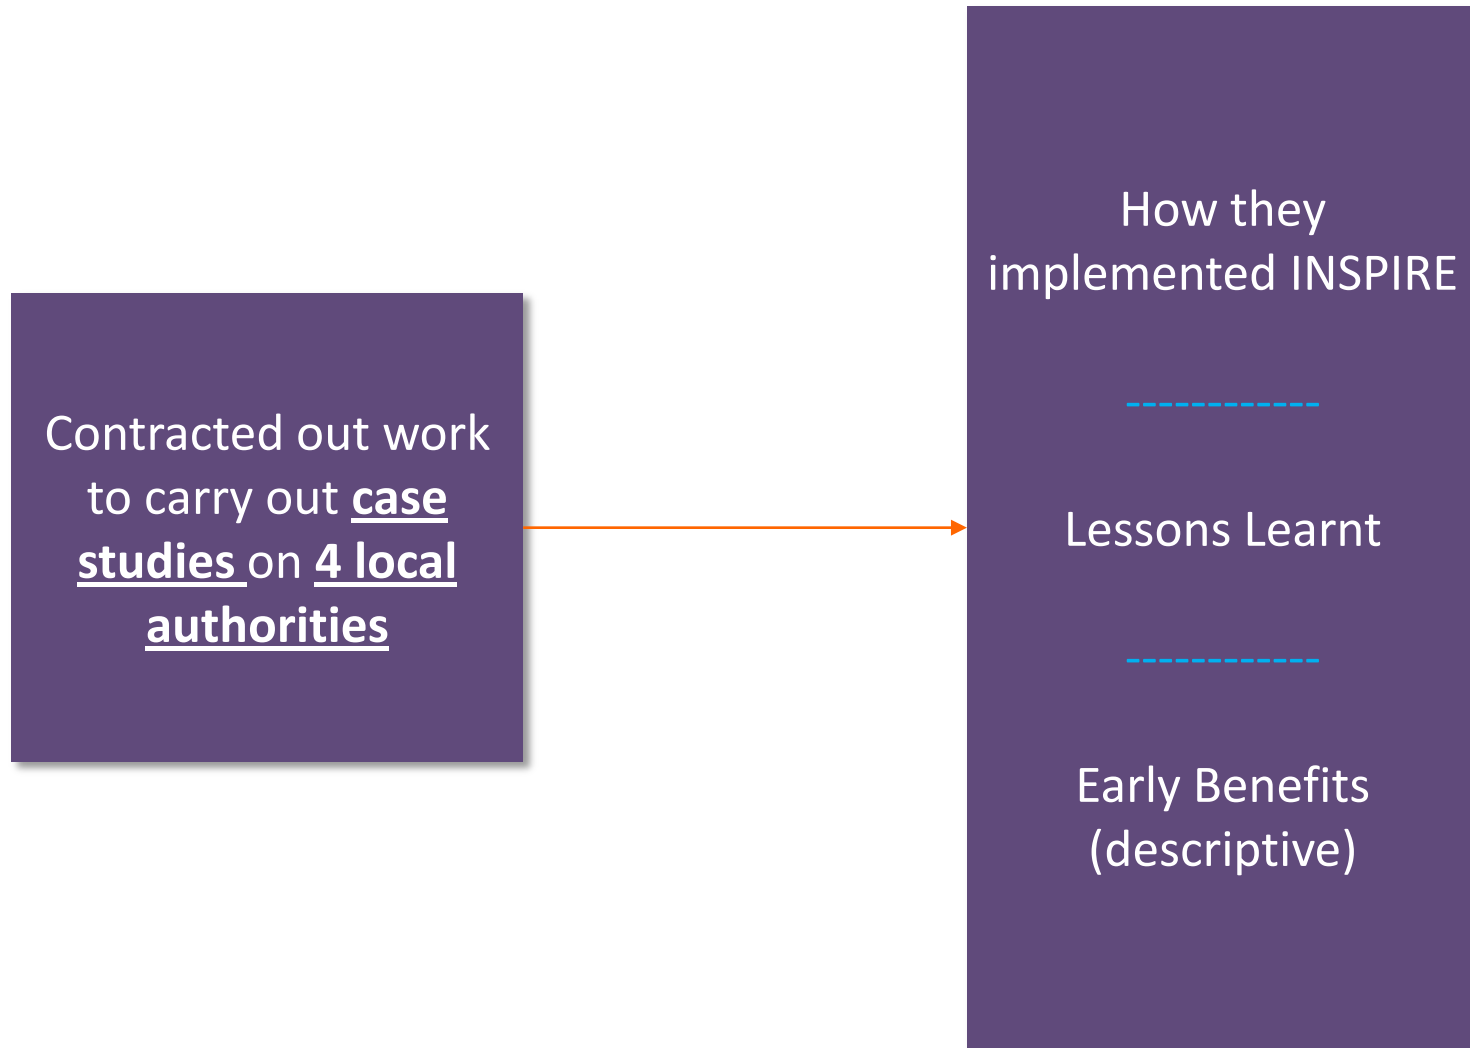 Contracted out work
to carry out case
studies on 4 local
authorities
How they
implemented INSPIRE
------------
Lessons Learnt
------------
Early Benefits
(descriptive)